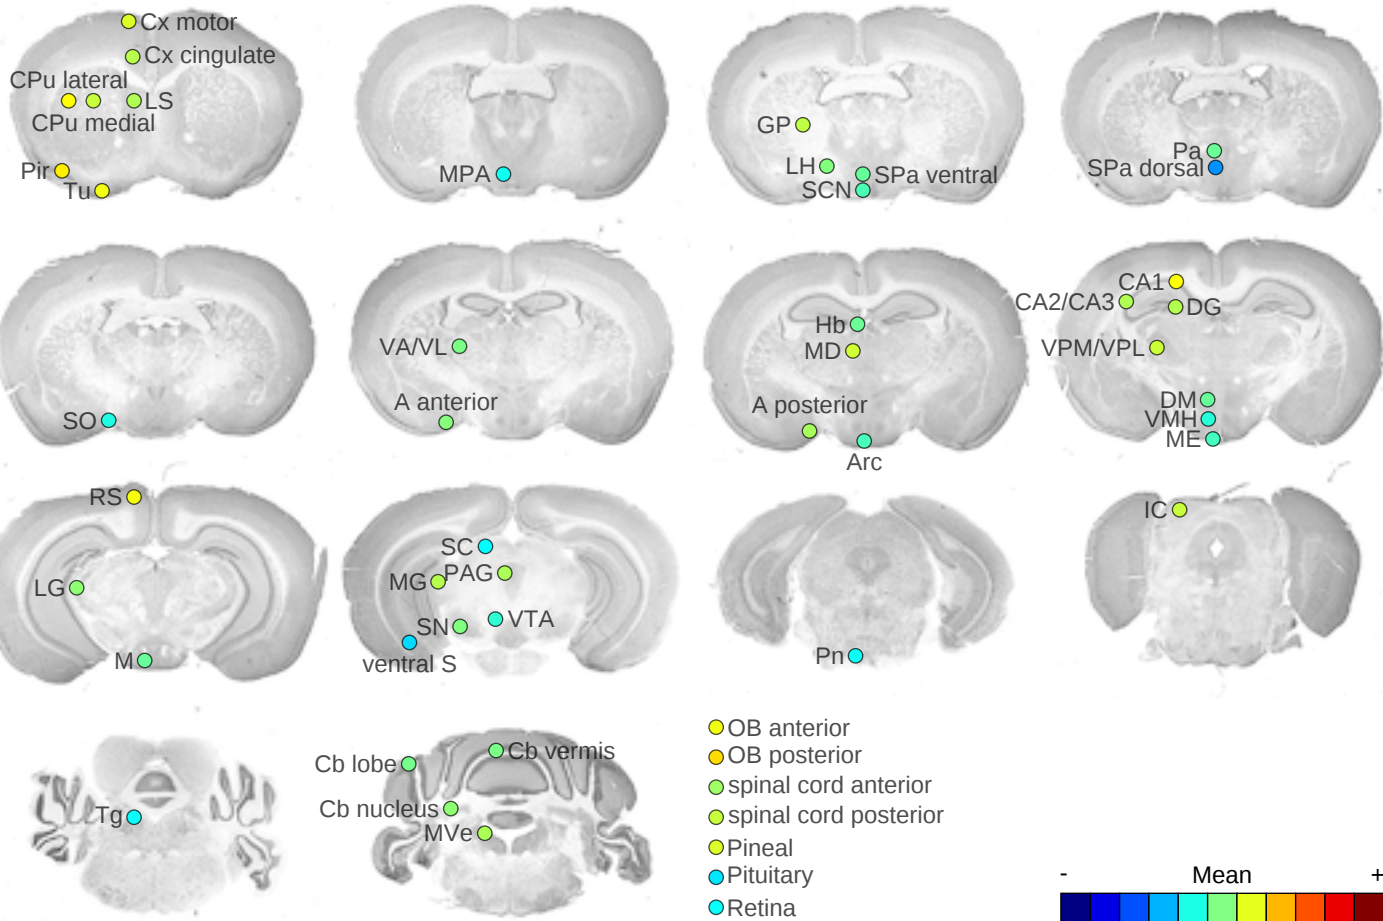 Cx motor
Cx cingulate
CPu lateral
LS
CPu medial
Pir
Tu
MPA
GP
LH
SPa ventral
SCN
Pa
SPa dorsal
SO
VA/VL
A anterior
Hb
MD
A posterior
Arc
CA1
CA2/CA3
DG
VPM/VPL
DM
VMH
ME
RS
LG
M
SC
MG
PAG
SN
VTA
ventral S
Pn
IC
Tg
Cb lobe
Cb vermis
Cb nucleus
MVe
OB anterior
OB posterior
spinal cord anterior
spinal cord posterior
Pineal
Pituitary
Retina
- Mean +